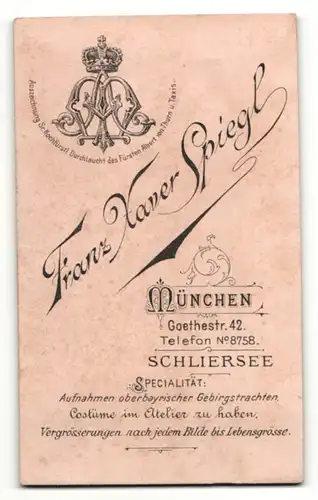 Auszeichnung Sr. Hochfürstl. Durchlaucht des Fürsten Albert von Thurn u. Taxis.
Franz Xaver Spiegl
MÜNCHEN
Goethestr. 42.
Telefon No 8758.
SCHLIERSEE
SPECIALITÄT:
Aufnahmen oberbayrischer Gebirgstrachten.
Costüme im Atelier zu haben.
Vergrösserungen nach jedem Bilde bis Lebensgrösse.